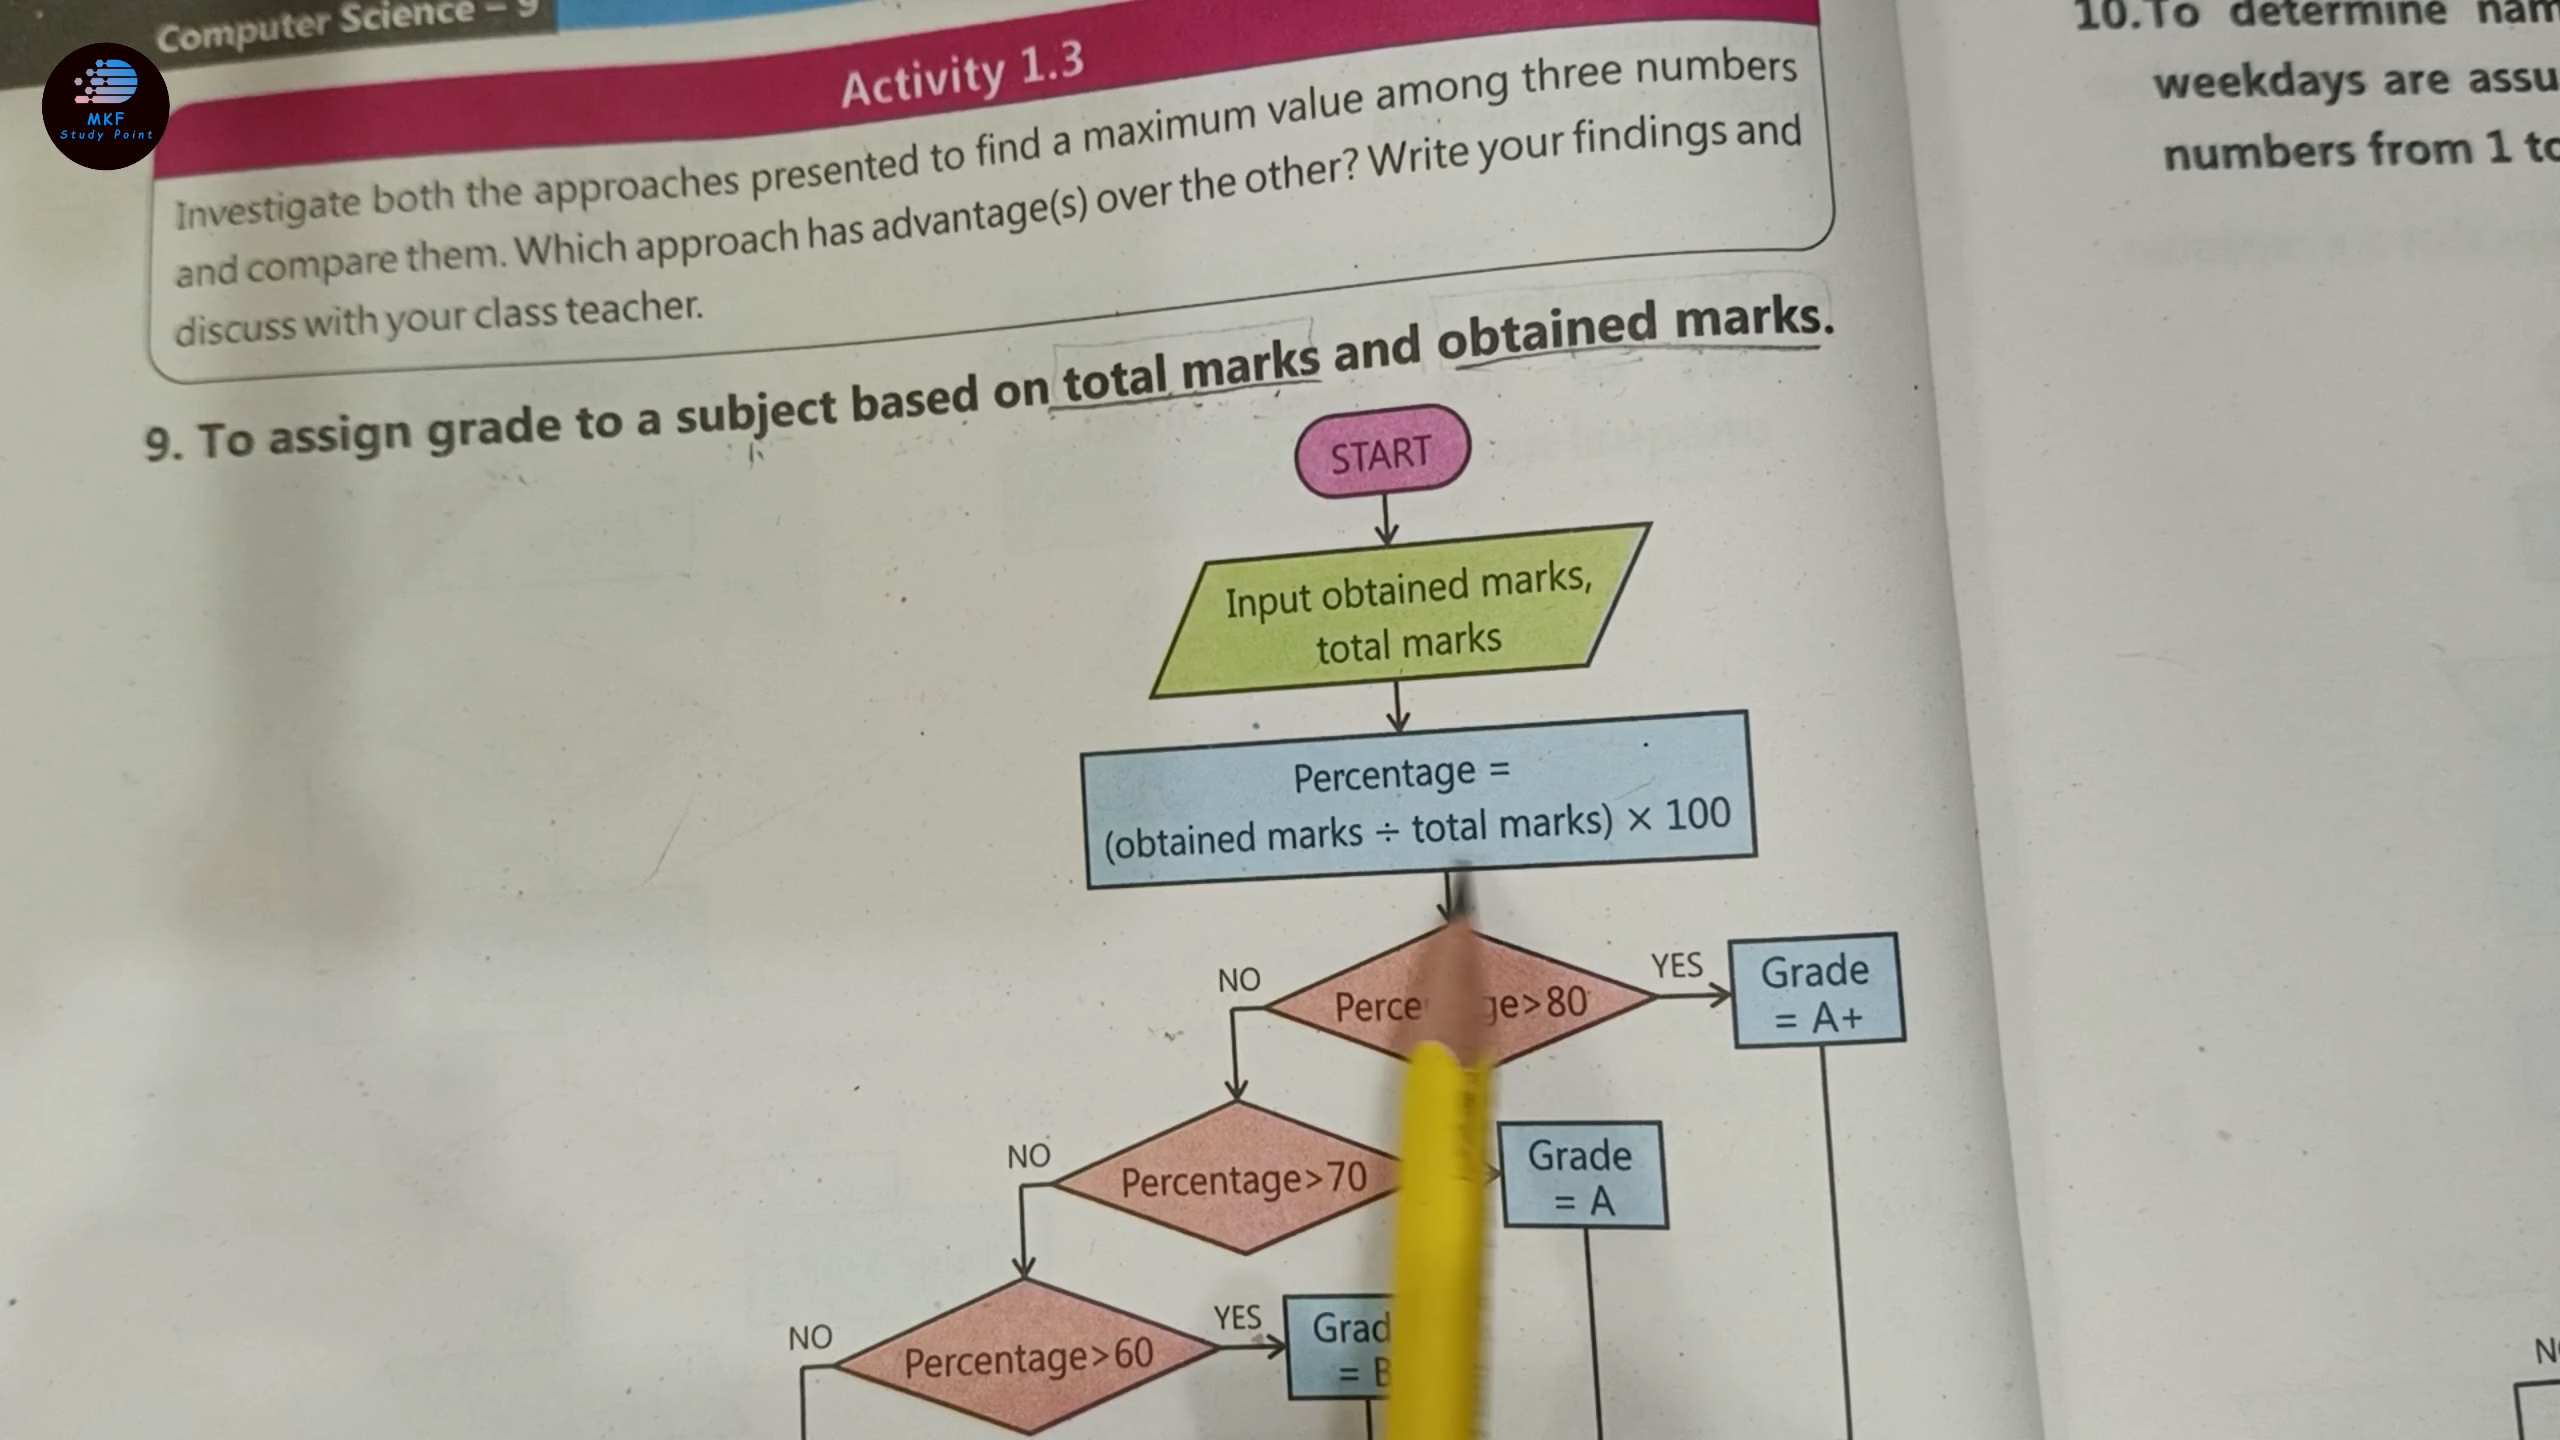 Computer Science – 9
MKF
Study Point
Activity 1.3
Investigate both the approaches presented to find a maximum value among three numbers
and compare them. Which approach has advantage(s) over the other? Write your findings and
discuss with your class teacher.
9. To assign grade to a subject based on total marks and obtained marks.
START
Input obtained marks,
total marks
Percentage =
(obtained marks ÷ total marks) × 100
NO
>80
YES
Grade
= A+
NO
Percentage>70
Grade
= A
NO
Percentage>60
YES
=
10.To determine
weekdays are
numbers from 1